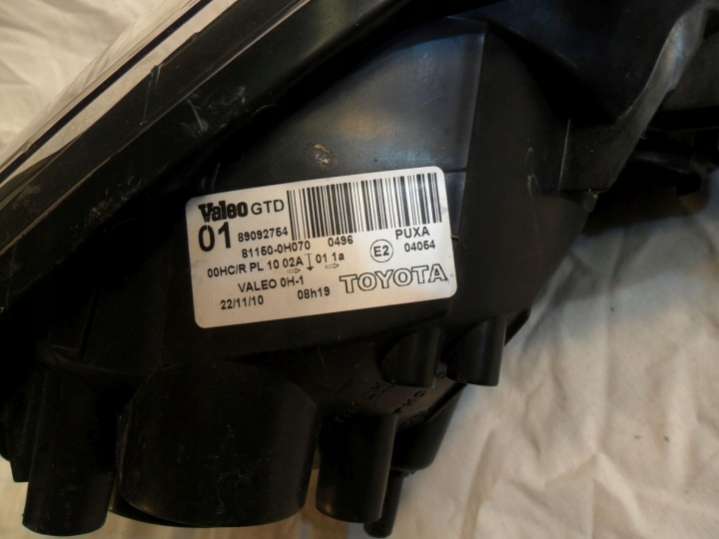 Valeo GTD
01 89092754
81150-0H070 0496 PUXA
00HC/R PL 10 02A 01 1a E2 04054
VALEO 0H-1 TOYOTA
22/11/10 08h19